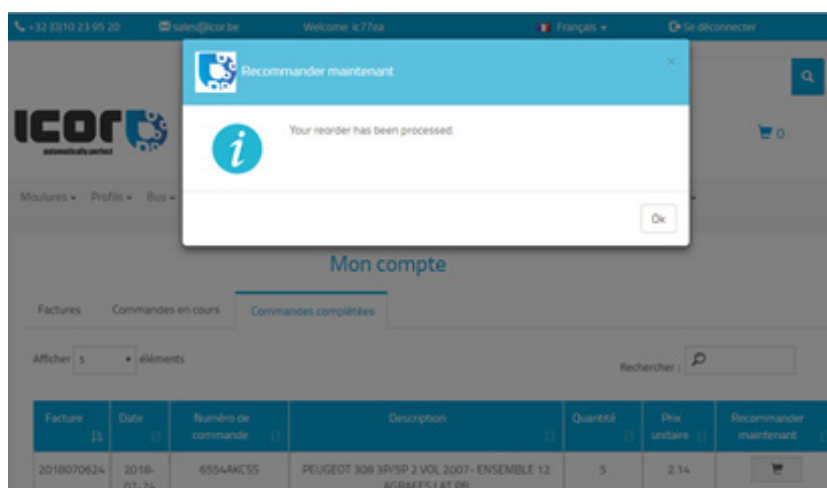 +32 (0)10 23 95 20 sales@icor.be Welcome ic77ea Français Se déconnecter
Recommander maintenant ×
icor
automatically perfect
Your reorder has been processed.
0
Moulures Profils Bus
Ok
Mon compte
Factures Commandes en cours Commandes complétées
Afficher 5 éléments
Rechercher :
Facture Date Numéro de commande Description Quantité Prix unitaire Recommander maintenant
2018070624 2018-07-24 6554AKCSS PEUGEOT 308 3P/5P 2 VOL 2007- ENSEMBLE 12 AGRAFES LAT PB 5 2.14